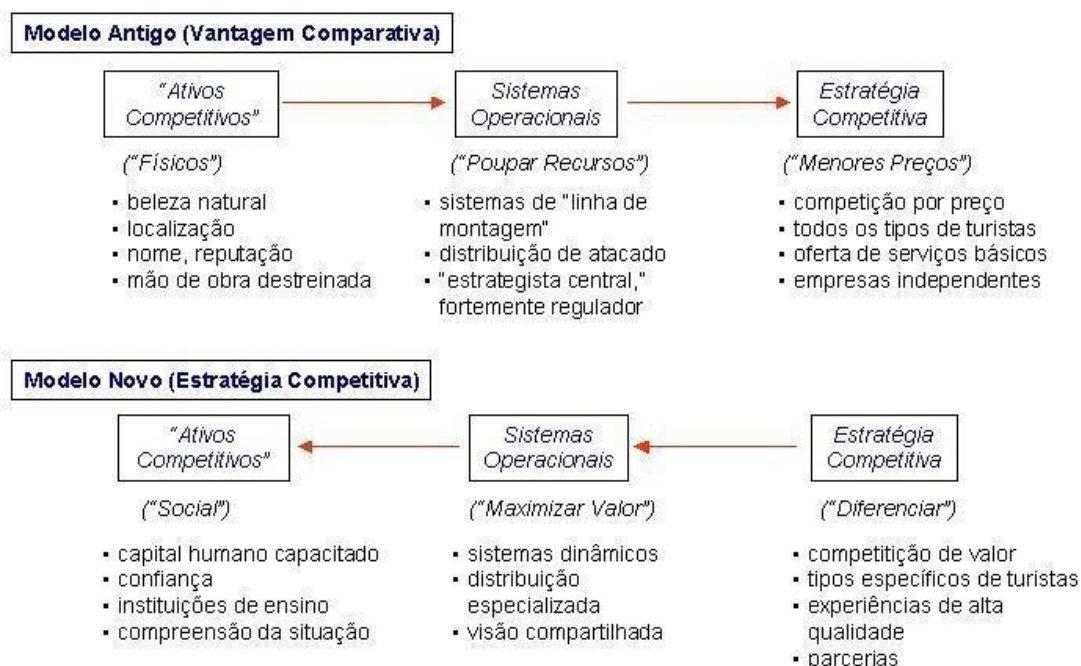 Modelo Antigo (Vantagem Comparativa)
"Ativos
Competitivos"
Sistemas
Operacionais
Estratégia
Competitiva
("Físicos")
("Poupar Recursos")
("Menores Preços")
▪ beleza natural
▪ localização
▪ nome, reputação
▪ mão de obra destreinada
▪ sistemas de "linha de
montagem"
▪ distribuição de atacado
▪ "estrategista central,"
fortemente regulador
▪ competição por preço
▪ todos os tipos de turistas
▪ oferta de serviços básicos
▪ empresas independentes
Modelo Novo (Estratégia Competitiva)
"Ativos
Competitivos"
Sistemas
Operacionais
Estratégia
Competitiva
("Social")
("Maximizar Valor")
("Diferenciar")
▪ capital humano capacitado
▪ confiança
▪ instituições de ensino
▪ compreensão da situação
▪ sistemas dinâmicos
▪ distribuição
especializada
▪ visão compartilhada
▪ competitição de valor
▪ tipos específicos de turistas
▪ experiências de alta
qualidade
▪ parcerias